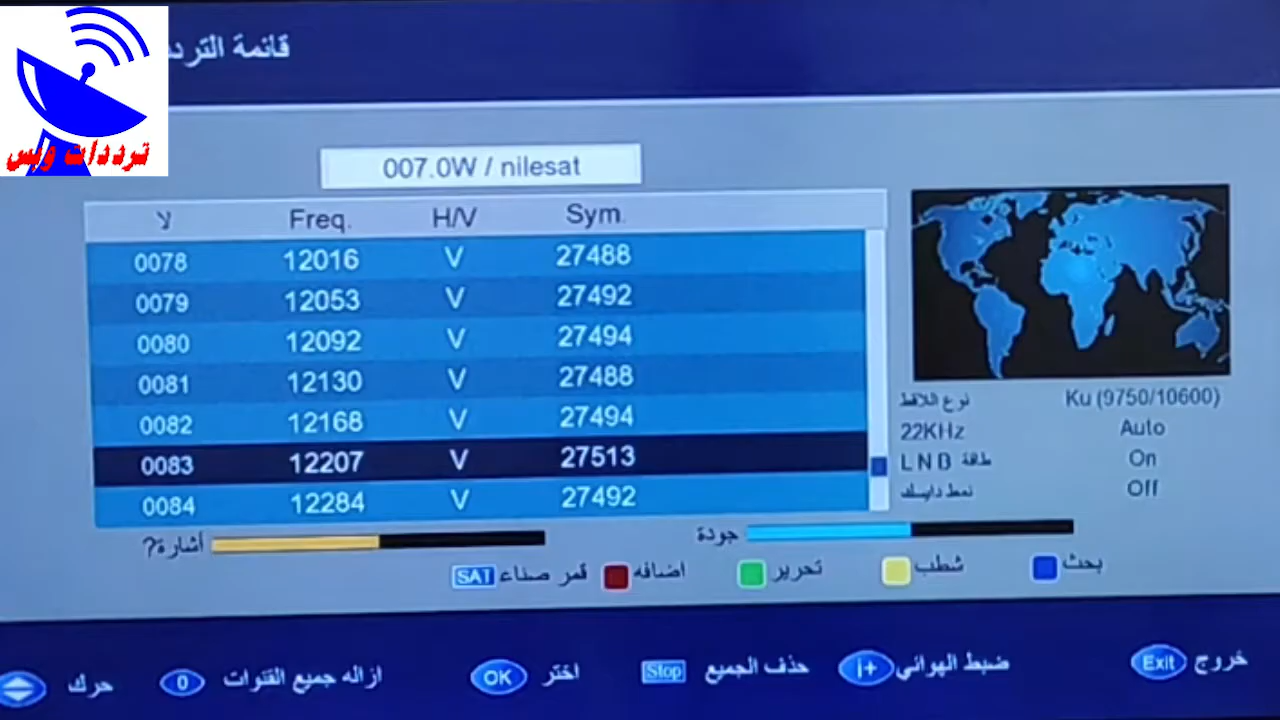 قائمة التردد
ترددات ويس
007.0W / nilesat
لا Freq. H/V Sym.
0078 12016 V 27488
0079 12053 V 27492
0080 12092 V 27494
0081 12130 V 27488
0082 12168 V 27494
0083 12207 V 27513
0084 12284 V 27492
نوع اللاقط Ku (9750/10600)
22KHz Auto
طاقة LNB On
نمط دايسك Off
أشارة?
جودة
SAT قمر صناع اضافه تحرير شطب بحث
حرك 0 ازاله جميع القنوات OK اختر Stop حذف الجميع i+ ضبط الهوائي Exit خروج